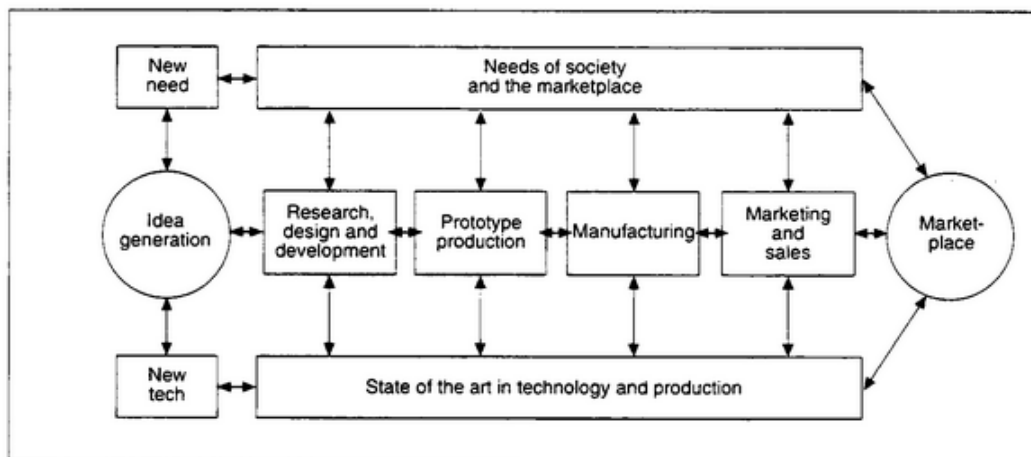 New
need
Needs of society
and the marketplace
Idea
generation
Research,
design and
development
Prototype
production
Manufacturing
Marketing
and
sales
Market-
place
New
tech
State of the art in technology and production